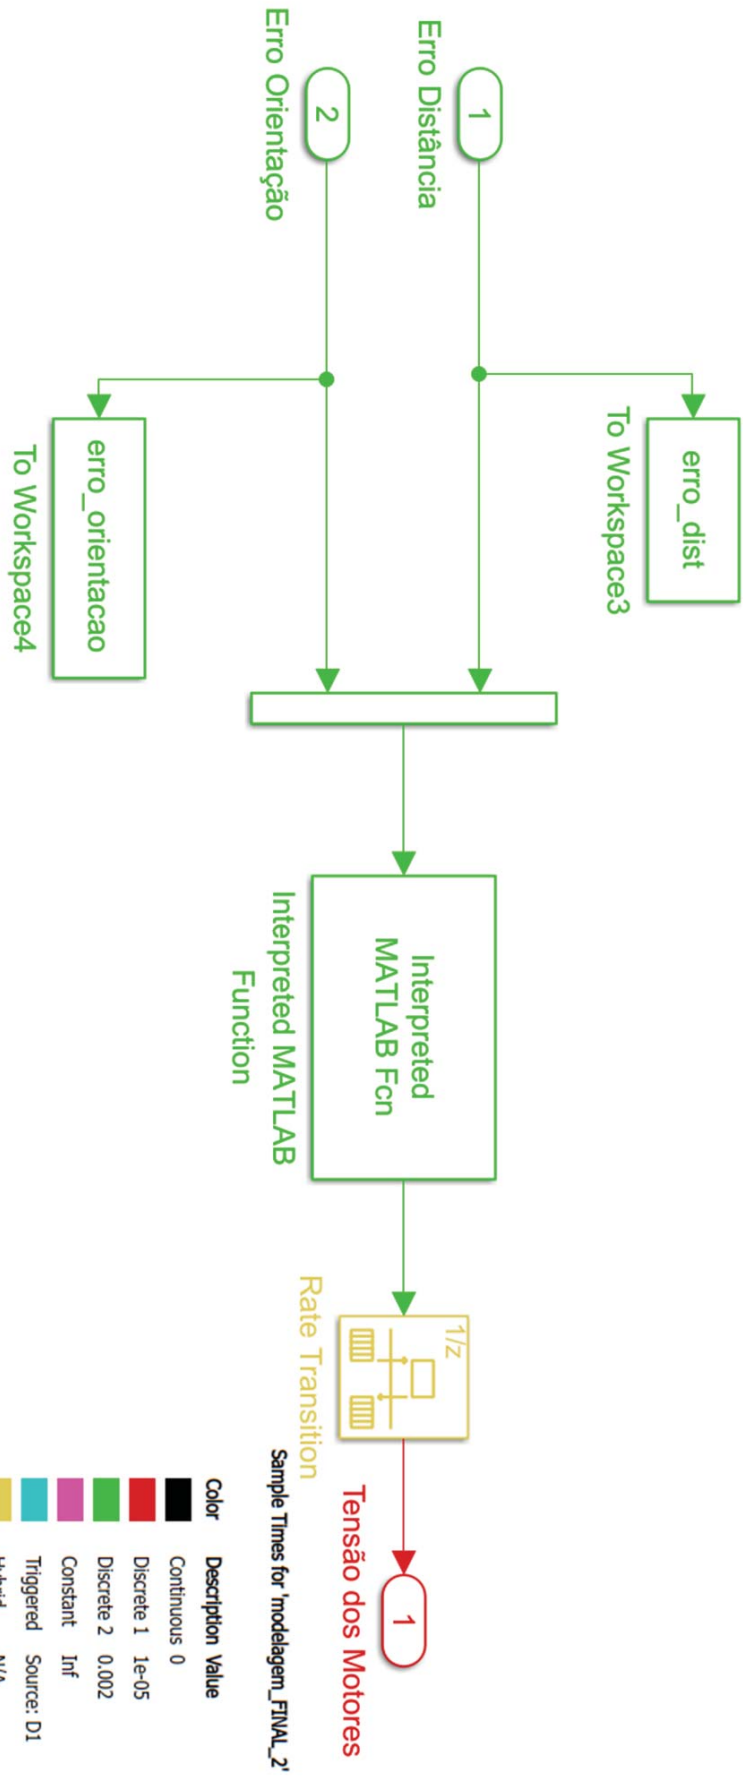 erro_dist
To Workspace3
1
Erro Distância
2
Erro Orientação
erro_orientacao
To Workspace4
Interpreted
MATLAB Fcn
Interpreted MATLAB
Function
1/z
Rate Transition
1
Tensão dos Motores
Sample Times for 'modelagem_FINAL_2'
Color Description Value
Continuous 0
Discrete 1 1e-05
Discrete 2 0.002
Constant Inf
Triggered Source: D1